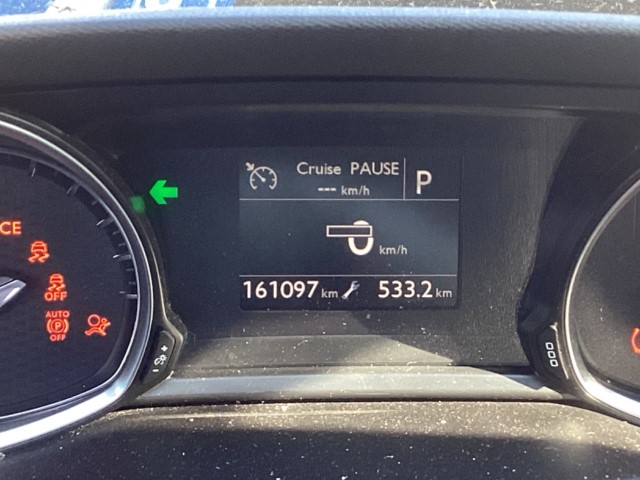 Cruise PAUSE
--- km/h
P
CE
0
km/h
OFF
161097 km 533.2 km
AUTO
(P)
OFF
- +